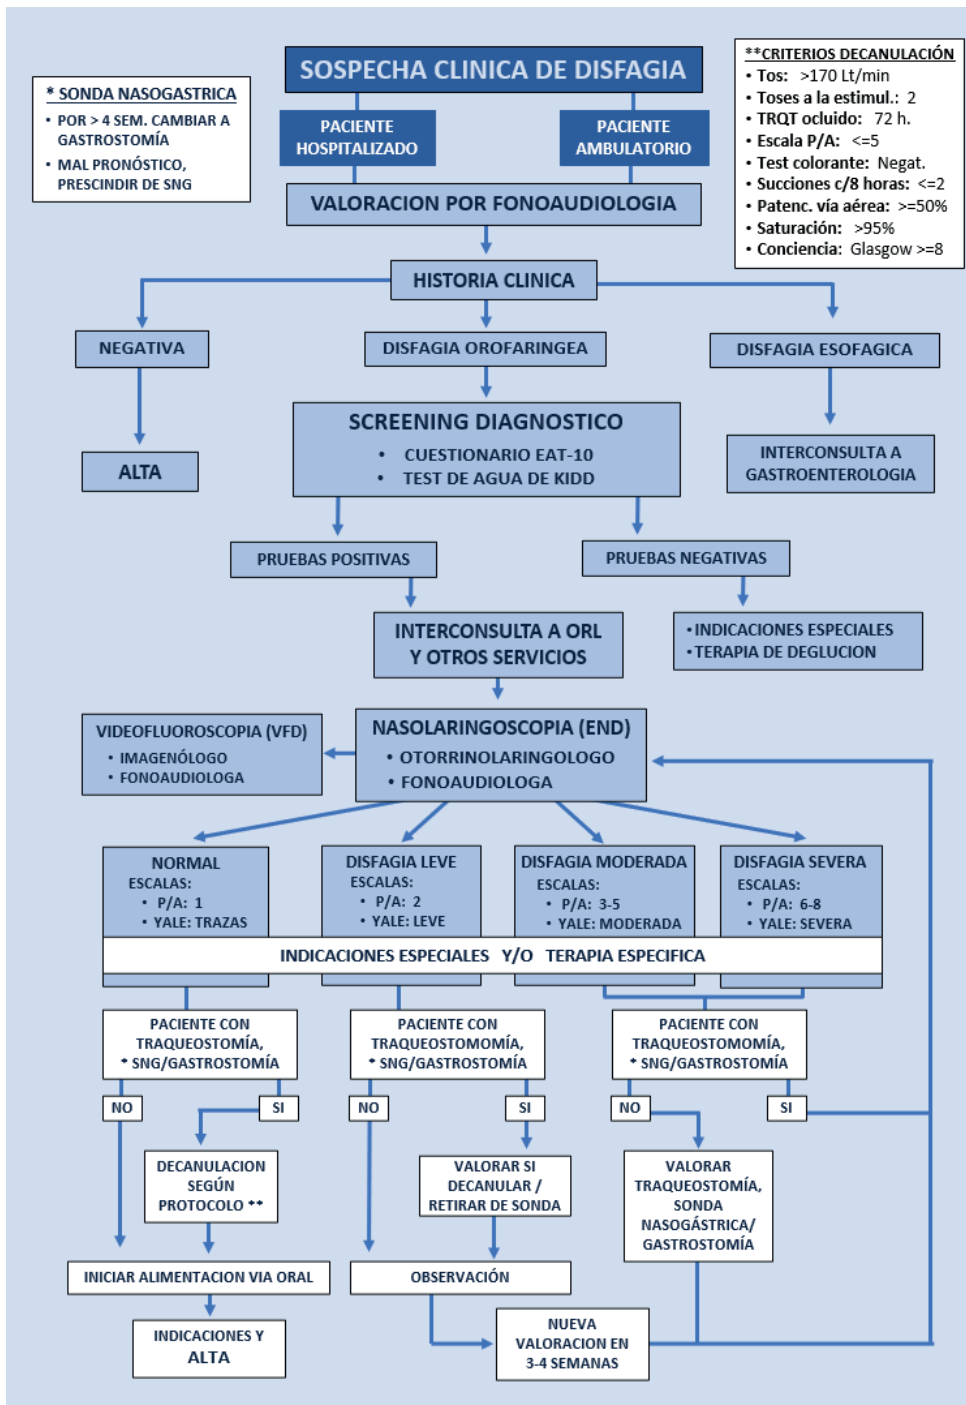 SOSPECHA CLINICA DE DISFAGIA
* SONDA NASOGASTRICA
• POR > 4 SEM. CAMBIAR A
GASTROSTOMÍA
• MAL PRONÓSTICO,
PRESCINDIR DE SNG
**CRITERIOS DECANULACIÓN
• Tos: >170 Lt/min
• Toses a la estimul.: 2
• TRQT ocluido: 72 h.
• Escala P/A: <=5
• Test colorante: Negat.
• Succiones c/8 horas: <=2
• Patenc. vía aérea: >=50%
• Saturación: >95%
• Conciencia: Glasgow >=8
PACIENTE
HOSPITALIZADO
PACIENTE
AMBULATORIO
VALORACION POR FONOAUDIOLOGIA
HISTORIA CLINICA
NEGATIVA
DISFAGIA OROFARINGEA
DISFAGIA ESOFAGICA
ALTA
SCREENING DIAGNOSTICO
• CUESTIONARIO EAT-10
• TEST DE AGUA DE KIDD
INTERCONSULTA A
GASTROENTEROLOGIA
PRUEBAS POSITIVAS
PRUEBAS NEGATIVAS
INTERCONSULTA A ORL
Y OTROS SERVICIOS
• INDICACIONES ESPECIALES
• TERAPIA DE DEGLUCION
VIDEOFLUOROSCOPIA (VFD)
• IMAGENÓLOGO
• FONOAUDIOLOGA
NASOLARINGOSCOPIA (END)
• OTORRINOLARINGOLOGO
• FONOAUDIOLOGA
NORMAL
ESCALAS:
• P/A: 1
• YALE: TRAZAS
DISFAGIA LEVE
ESCALAS:
• P/A: 2
• YALE: LEVE
DISFAGIA MODERADA
ESCALAS:
• P/A: 3-5
• YALE: MODERADA
DISFAGIA SEVERA
ESCALAS:
• P/A: 6-8
• YALE: SEVERA
INDICACIONES ESPECIALES Y/O TERAPIA ESPECIFICA
PACIENTE CON
TRAQUEOSTOMÍA,
* SNG/GASTROSTOMÍA
PACIENTE CON
TRAQUEOSTOMOMÍA,
* SNG/GASTROSTOMÍA
PACIENTE CON
TRAQUEOSTOMOMÍA,
* SNG/GASTROSTOMÍA
NO
SI
NO
SI
NO
SI
DECANULACION
SEGÚN
PROTOCOLO **
VALORAR SI
DECANULAR /
RETIRAR DE SONDA
VALORAR
TRAQUEOSTOMÍA,
SONDA
NASOGÁSTRICA/
GASTROSTOMÍA
INICIAR ALIMENTACION VIA ORAL
OBSERVACIÓN
INDICACIONES Y
ALTA
NUEVA
VALORACION EN
3-4 SEMANAS